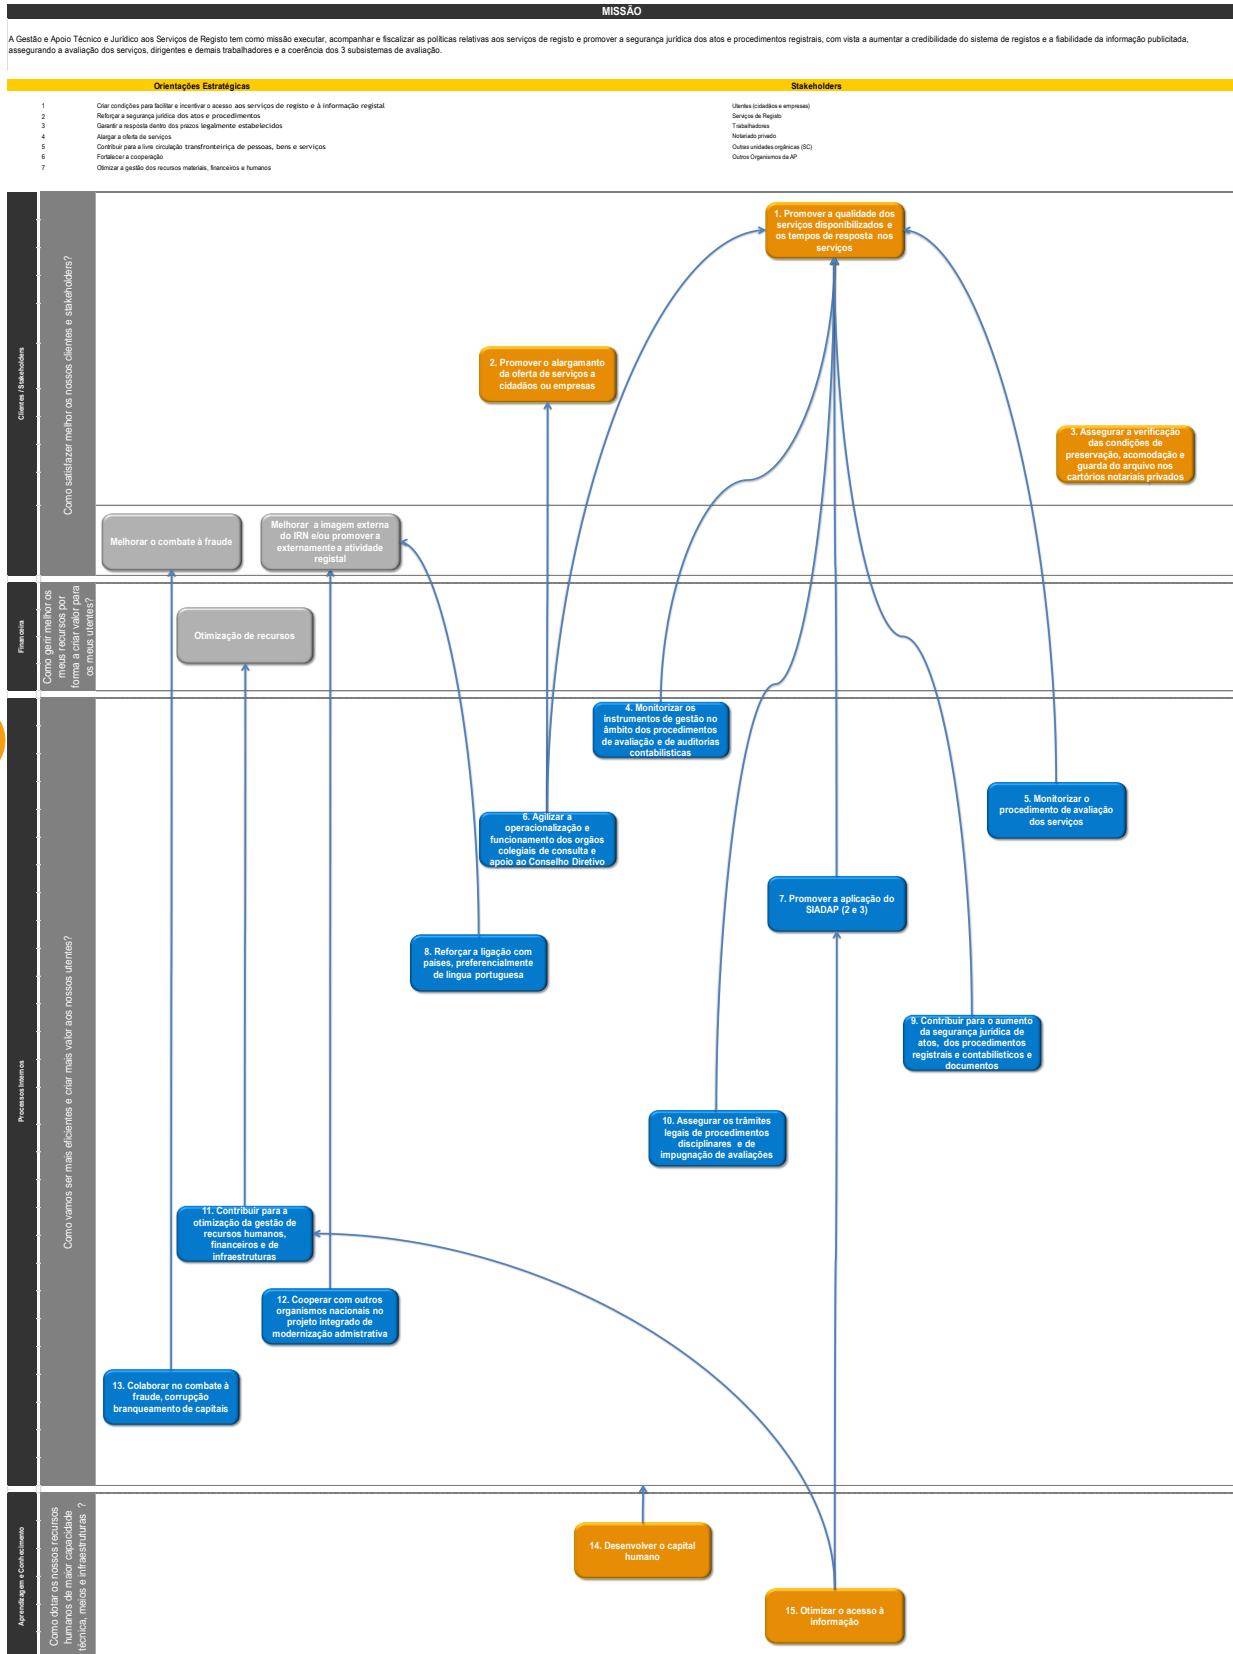 MISSÃO
A Gestão e Apoio Técnico e Jurídico aos Serviços de Registo tem como missão executar, acompanhar e fiscalizar as políticas relativas aos serviços de registo e promover a segurança jurídica dos atos e procedimentos registrais, com vista a aumentar a credibilidade do sistema de registos e a fiabilidade da informação publicitada,
assegurando a avaliação dos serviços, dirigentes e demais trabalhadores e a coerência dos 3 subsistemas de avaliação.
Orientações Estratégicas
1 Criar condições para facilitar e incentivar o acesso aos serviços de registo e à informação registal
2 Reforçar a segurança jurídica dos atos e procedimentos
3 Garantir a resposta dentro dos prazos legalmente estabelecidos
4 Alargar a oferta de serviços
5 Contribuir para a livre circulação transfronteiriça de pessoas, bens e serviços
6 Fortalecer a cooperação
7 Otimizar a gestão dos recursos materiais, financeiros e humanos
Stakeholders
Utentes (cidadãos e empresas)
Serviços de Registo
Trabalhadores
Notariado privado
Outras unidades orgânicas (SC)
Outros Organismos da AP
Clientes / Stakeholders
Como satisfazer melhor os nossos clientes e stakeholders?
1. Promover a qualidade dos
serviços disponibilizados e
os tempos de resposta nos
serviços
2. Promover o alargamanto
da oferta de serviços a
cidadãos ou empresas
3. Assegurar a verificação
das condições de
preservação, acomodação e
guarda do arquivo nos
cartórios notariais privados
Melhorar o combate à fraude
Melhorar a imagem externa
do IRN e/ou promover a
externamente a atividade
registal
Financeira
Como gerir melhor os
meus recursos por
forma a criar valor para
os meus utentes?
Otimização de recursos
Processos Internos
Como vamos ser mais eficientes e criar mais valor aos nossos utentes?
4. Monitorizar os
instrumentos de gestão no
âmbito dos procedimentos
de avaliação e de auditorias
contabilisticas
5. Monitorizar o
procedimento de avaliação
dos serviços
6. Agilizar a
operacionalização e
funcionamento dos orgãos
colegiais de consulta e
apoio ao Conselho Diretivo
7. Promover a aplicação do
SIADAP (2 e 3)
8. Reforçar a ligação com
países, preferencialmente
de lingua portuguesa
9. Contribuir para o aumento
da segurança jurídica de
atos, dos procedimentos
registrais e contabilisticos e
documentos
10. Assegurar os trâmites
legais de procedimentos
disciplinares e de
impugnação de avaliações
11. Contribuir para a
otimização da gestão de
recursos humanos,
financeiros e de
infraestruturas
12. Cooperar com outros
organismos nacionais no
projeto integrado de
modernização admistrativa
13. Colaborar no combate à
fraude, corrupção
branqueamento de capitais
Aprendizagem e Conhecimento
Como dotar os nossos recursos
humanos de maior capacidade
técnica, meios e infraestruturas ?
14. Desenvolver o capital
humano
15. Otimizar o acesso à
informação